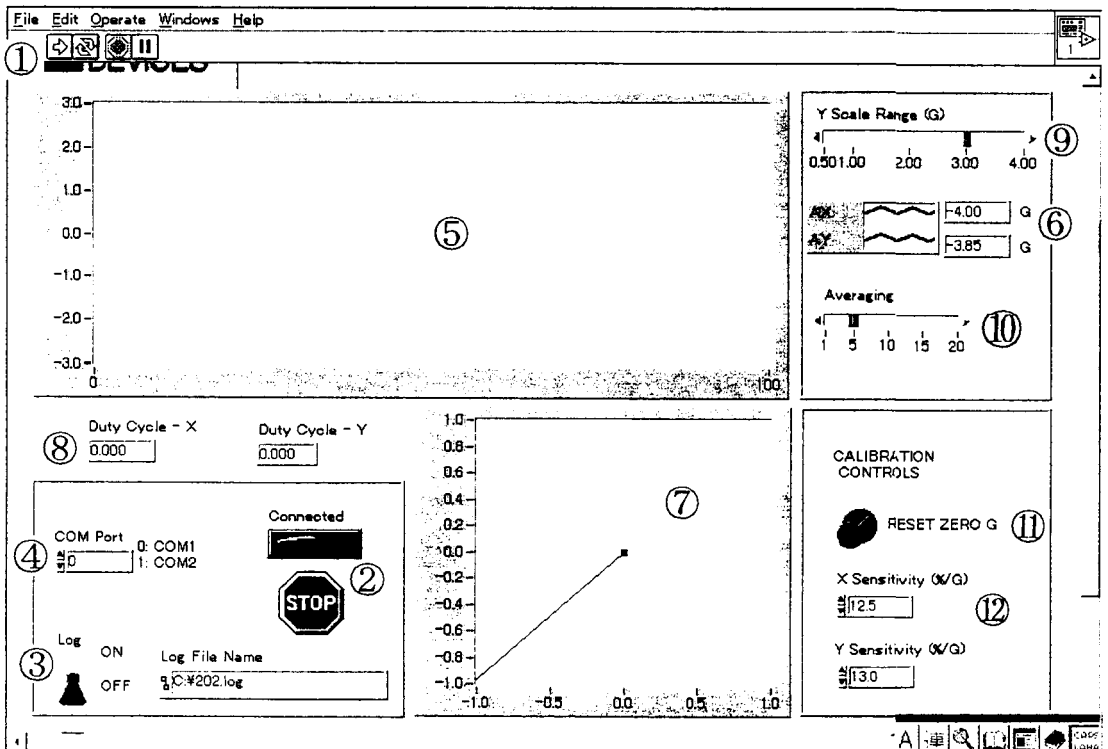 File Edit Operate Windows Help
①
1
DEVICES
3.0
2.0
1.0
0.0
-1.0
-2.0
-3.0
0
100
⑤
Y Scale Range (G)
0.50 1.00 2.00 3.00 4.00
⑨
AX -4.00 G
AY -3.85 G
⑥
Averaging
1 5 10 15 20
⑩
⑧
Duty Cycle - X
0.000
Duty Cycle - Y
0.000
COM Port
④
0
0: COM1
1: COM2
Connected
②
STOP
Log
③
ON
OFF
Log File Name
C:¥202.log
1.0
0.8
0.6
0.4
0.2
0.0
-0.2
-0.4
-0.6
-0.8
-1.0
-1.0 -0.5 0.0 0.5 1.0
⑦
CALIBRATION
CONTROLS
RESET ZERO G
⑪
X Sensitivity (%/G)
12.5
⑫
Y Sensitivity (%/G)
13.0
A
CAPS
KANA